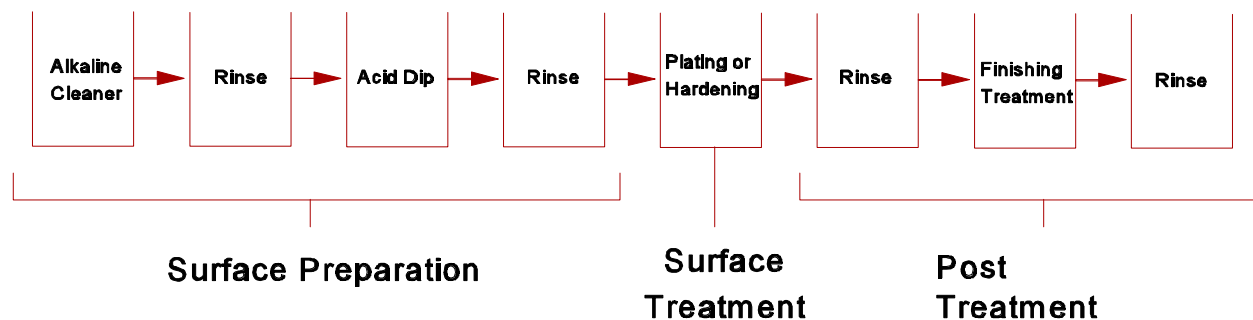 Alkaline
Cleaner
Rinse
Acid Dip
Rinse
Plating or
Hardening
Rinse
Finishing
Treatment
Rinse
Surface Preparation
Surface
Treatment
Post
Treatment